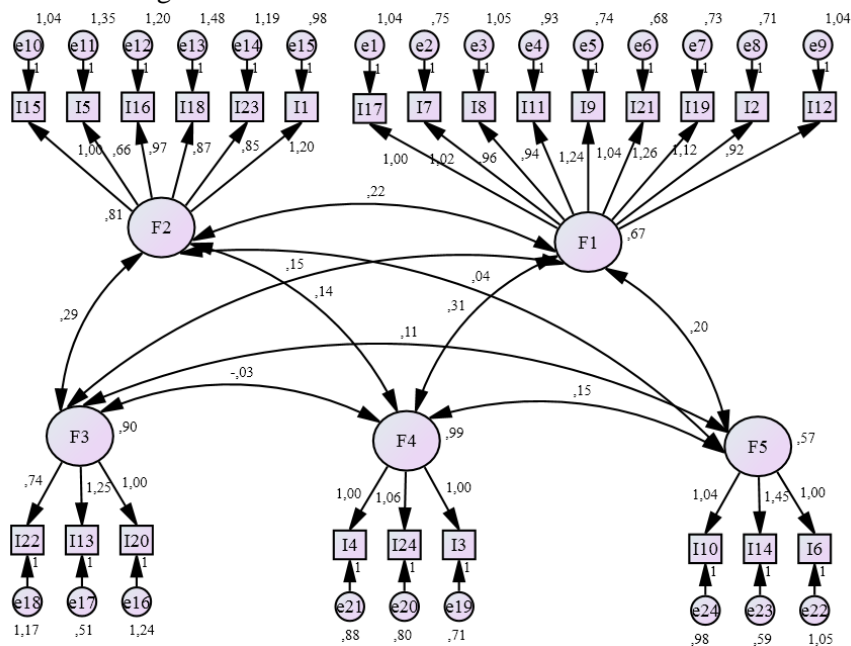 1,04 1,35 1,20 1,48 1,19 ,98 1,04 ,75 1,05 ,93 ,74 ,68 ,73 ,71 1,04
e10 e11 e12 e13 e14 e15 e1 e2 e3 e4 e5 e6 e7 e8 e9
1 1 1 1 1 1 1 1 1 1 1 1 1 1 1
I15 I5 I16 I18 I23 I1 I17 I7 I8 I11 I9 I21 I19 I2 I12
1,00 ,66 ,97 ,87 ,85 1,20 1,00 1,02 ,96 ,94 1,24 1,04 1,26 1,12 ,92
,22
,81 F2 F1 ,67
,15 ,04
,14 ,31
,29 ,20
,11
-,03 ,15
F3 ,90 F4 ,99 F5 ,57
,74 1,25 1,00 1,00 1,06 1,00 1,04 1,45 1,00
I22 I13 I20 I4 I24 I3 I10 I14 I6
1 1 1 1 1 1 1 1 1
e18 e17 e16 e21 e20 e19 e24 e23 e22
1,17 ,51 1,24 ,88 ,80 ,71 ,98 ,59 1,05